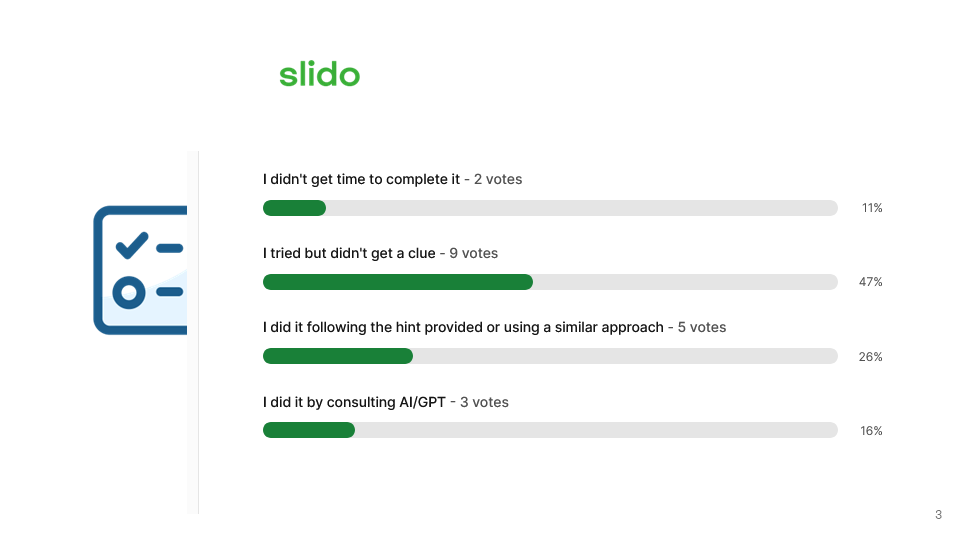 slido
I didn't get time to complete it - 2 votes
11%
I tried but didn't get a clue - 9 votes
47%
I did it following the hint provided or using a similar approach - 5 votes
26%
I did it by consulting AI/GPT - 3 votes
16%
3